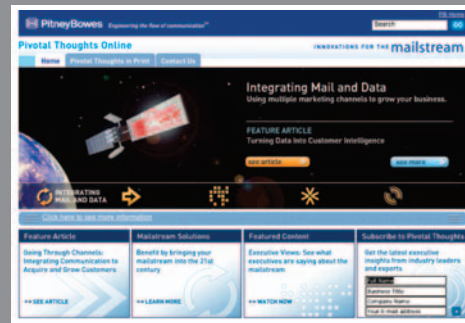 PB Home
PitneyBowes Engineering the flow of communication™
Search GO
Pivotal Thoughts Online
INNOVATIONS FOR THE mailstream
Home Pivotal Thoughts in Print Contact Us
Integrating Mail and Data
Using multiple marketing channels to grow your business.
FEATURE ARTICLE
Turning Data into Customer Intelligence
see article see more
INTEGRATING
MAIL AND DATA
Click here to see more information
Feature Article
Going Through Channels:
Integrating Communication to
Acquire and Grow Customers
>> SEE ARTICLE
Mailstream Solutions
Benefit by bringing your
mailstream into the 21st
century
>> LEARN MORE
Featured Content
Executive Views: See what
executives are saying about the
mailstream
>> WATCH NOW
Subscribe to Pivotal Thoughts
Get the latest executive
insights from industry leaders
and experts
Full Name
Business Title
Company Name
Your E-mail address